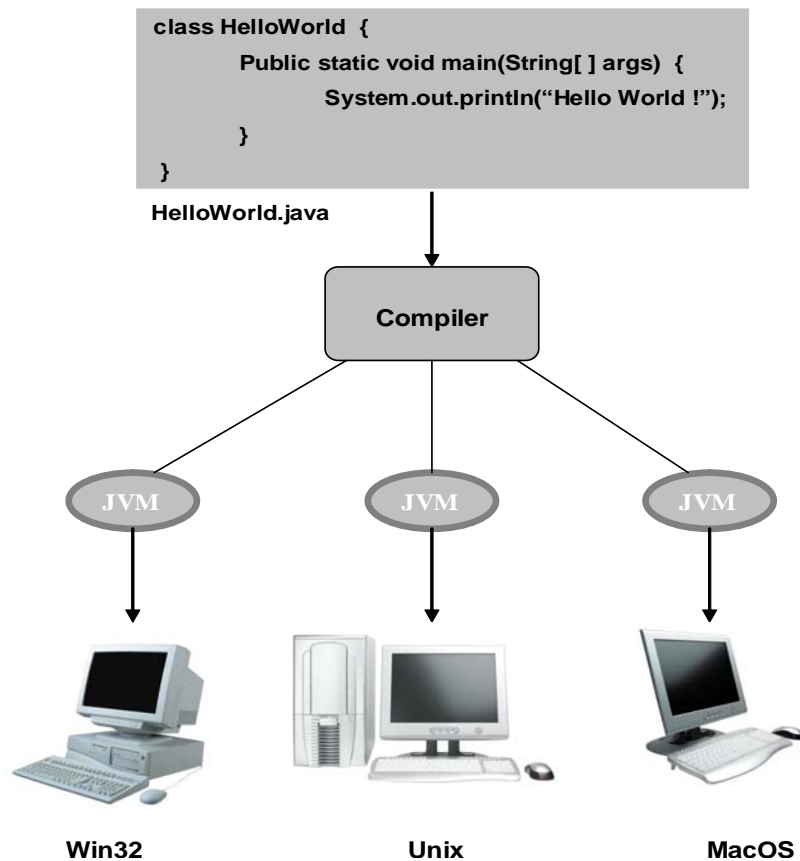 class HelloWorld {
Public static void main(String[ ] args) {
System.out.println(“Hello World !”);
}
}
HelloWorld.java
Compiler
JVM JVM JVM
Win32 Unix MacOS